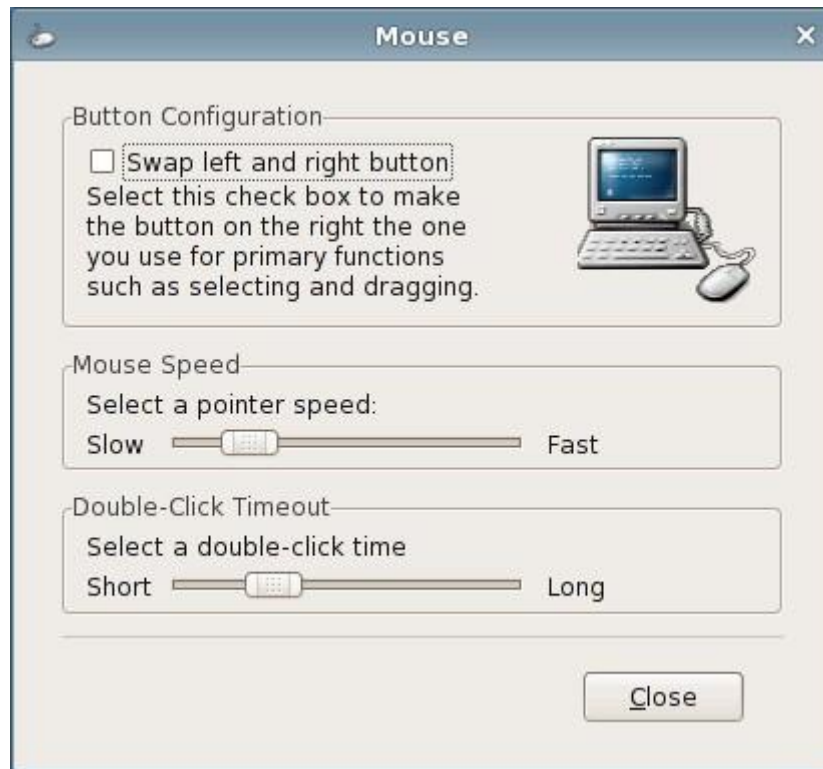 Mouse
Button Configuration
Swap left and right button
Select this check box to make
the button on the right the one
you use for primary functions
such as selecting and dragging.
Mouse Speed
Select a pointer speed:
Slow Fast
Double-Click Timeout
Select a double-click time
Short Long
Close